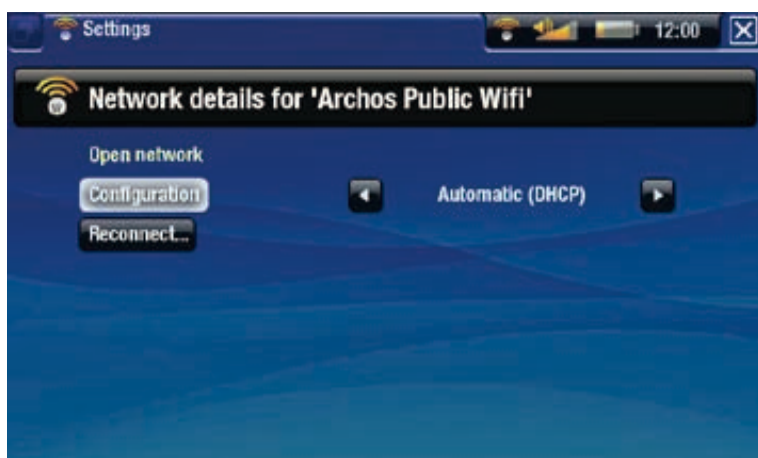 Settings
12:00
Network details for 'Archos Public Wifi'
Open network
Configuration
Automatic (DHCP)
Reconnect...